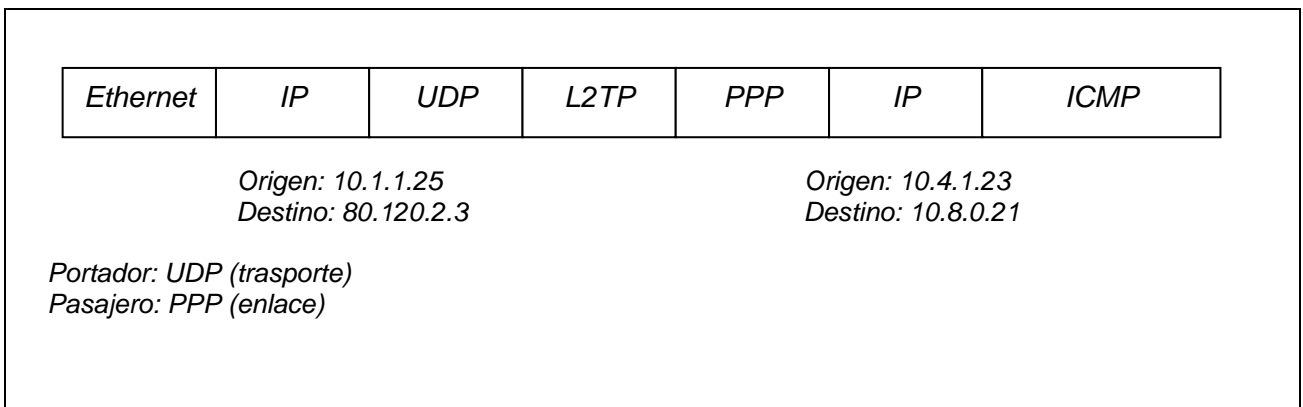 Ethernet IP UDP L2TP PPP IP ICMP
Origen: 10.1.1.25 Origen: 10.4.1.23
Destino: 80.120.2.3 Destino: 10.8.0.21
Portador: UDP (trasporte)
Pasajero: PPP (enlace)